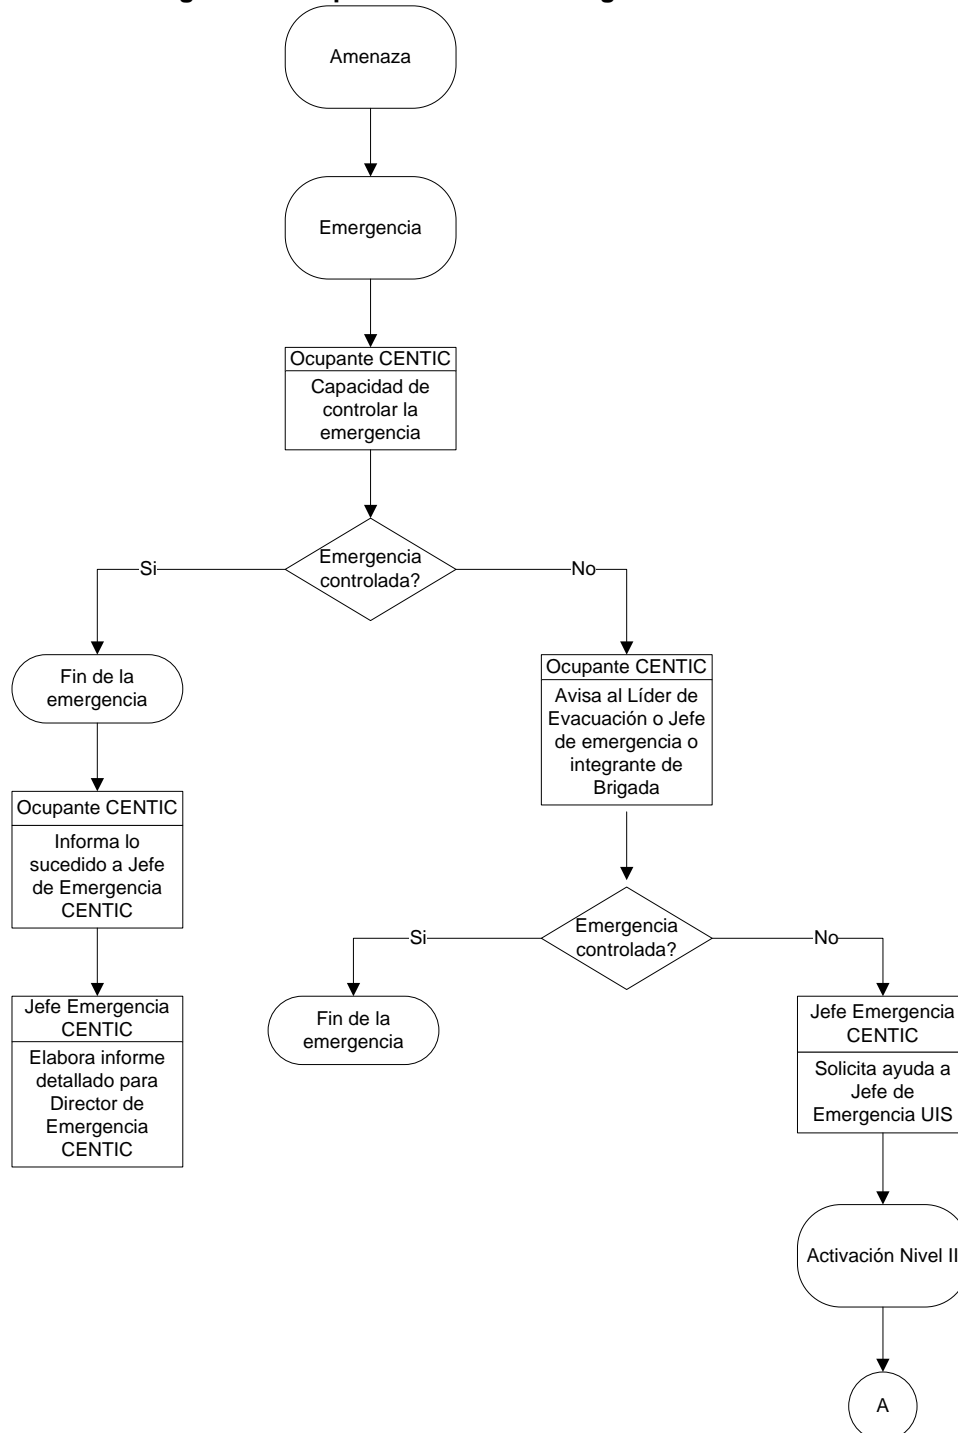 Amenaza
Emergencia
Ocupante CENTIC
Capacidad de
controlar la
emergencia
Emergencia
controlada?
Si
No
Fin de la
emergencia
Ocupante CENTIC
Avisa al Líder de
Evacuación o Jefe
de emergencia o
integrante de
Brigada
Ocupante CENTIC
Informa lo
sucedido a Jefe
de Emergencia
CENTIC
Emergencia
controlada?
Si
No
Jefe Emergencia
CENTIC
Elabora informe
detallado para
Director de
Emergencia
CENTIC
Fin de la
emergencia
Jefe Emergencia
CENTIC
Solicita ayuda a
Jefe de
Emergencia UIS
Activación Nivel II
A